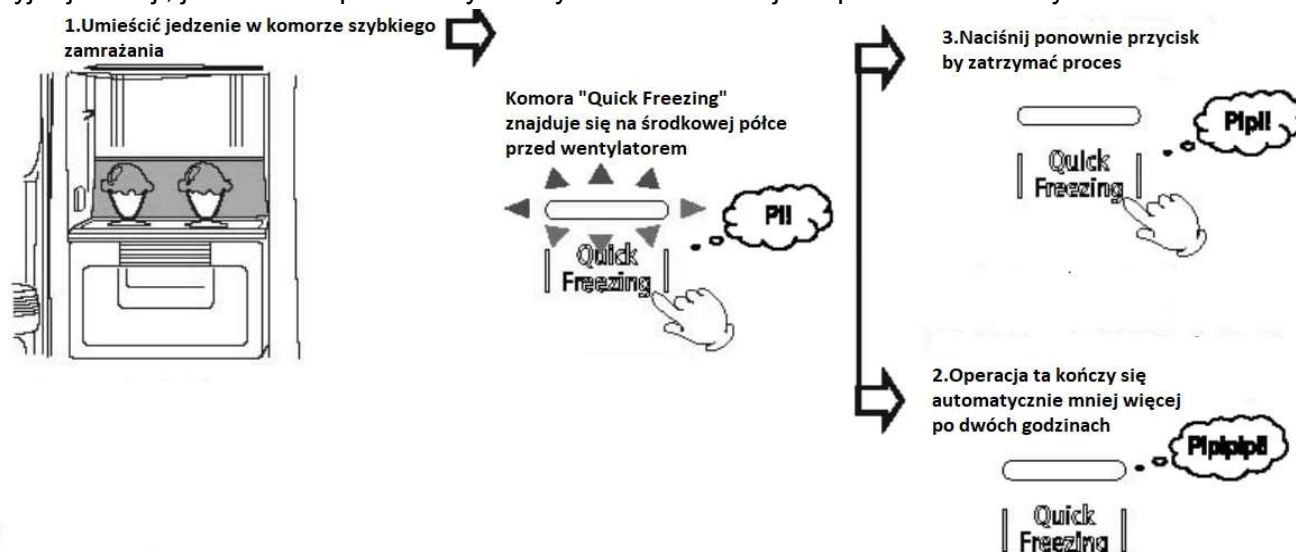 1.Umieścić jedzenie w komorze szybkiego
zamrażania
Komora "Quick Freezing"
znajduje się na środkowej półce
przed wentylatorem
PI!
Quick
Freezing
3.Naciśnij ponownie przycisk
by zatrzymać proces
PIpI!
Quick
Freezing
2.Operacja ta kończy się
automatycznie mniej więcej
po dwóch godzinach
PIpIpIpI!
Quick
Freezing